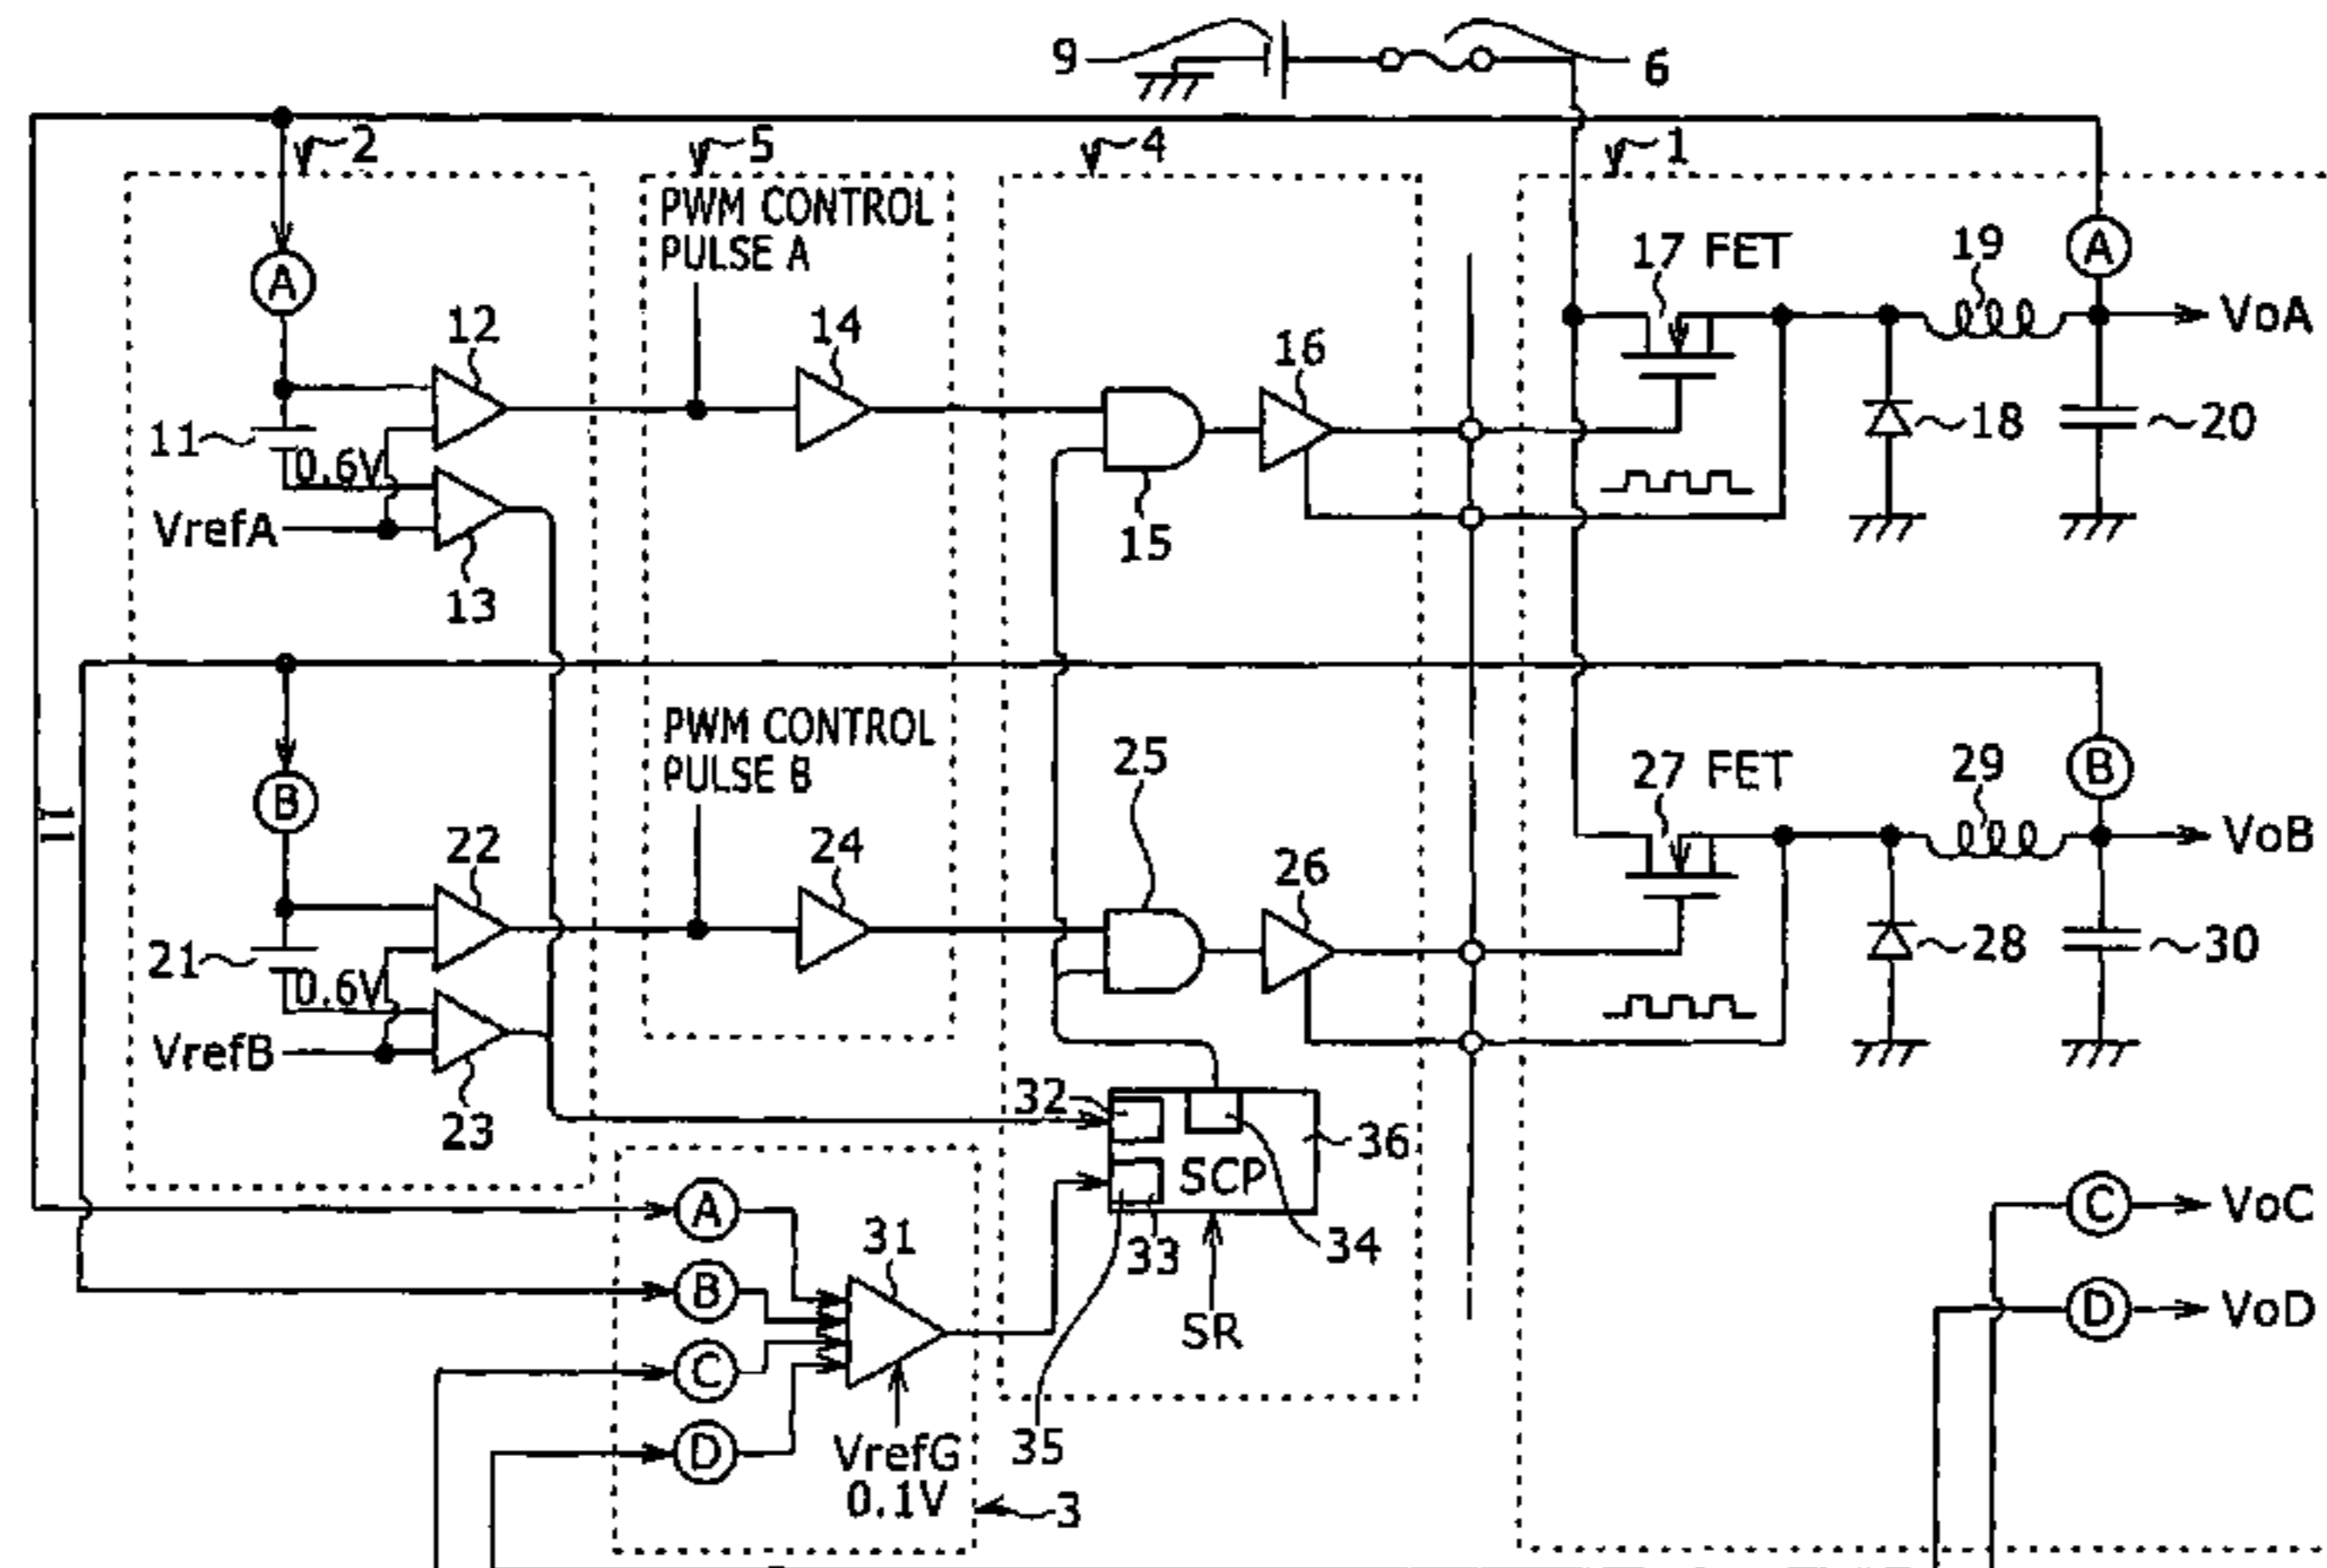 9
6
2
5
4
1
PWM CONTROL
PULSE A
A
12
14
16
17 FET
19
A
VoA
11
0.6V
VrefA
13
15
18
20
PWM CONTROL
PULSE B
B
22
24
25
26
27 FET
29
B
VoB
21
0.6V
VrefB
23
28
30
32
36
SCP
33
34
35
SR
A
B
C
D
31
VrefG
0.1V
3
C
VoC
D
VoD